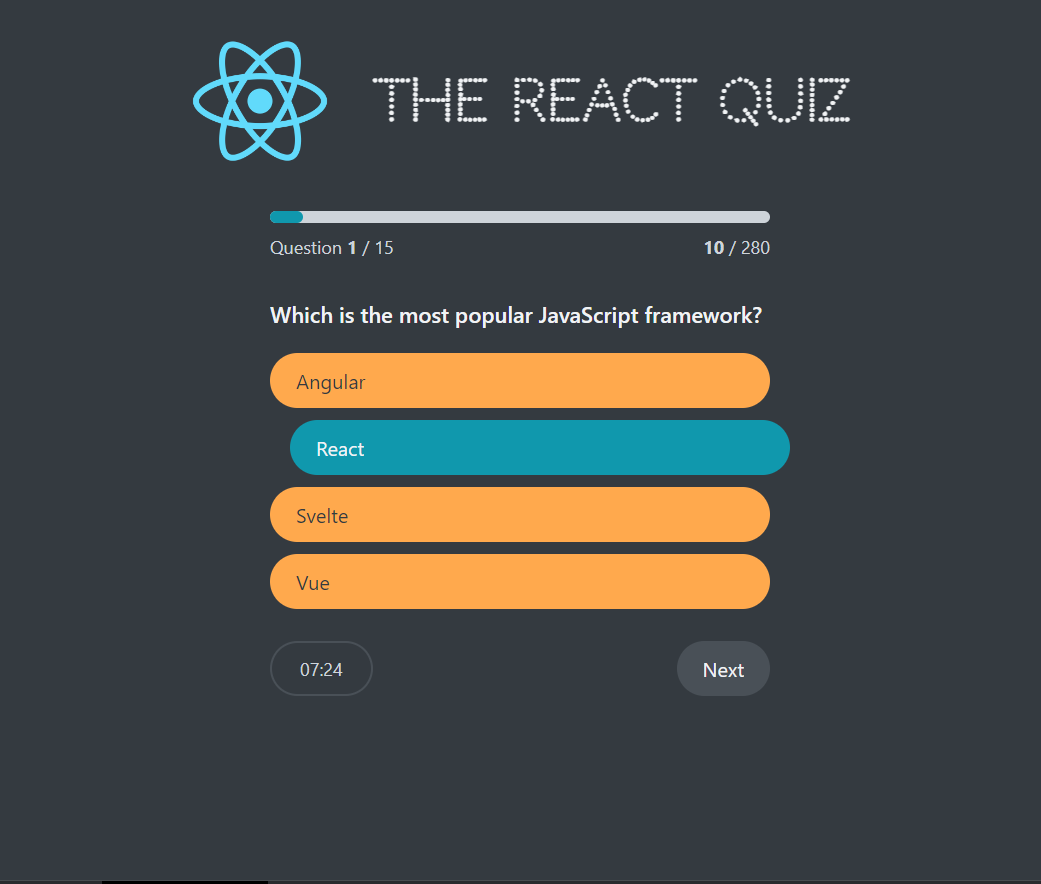 THE REACT QUIZ
Question 1 / 15
10 / 280
Which is the most popular JavaScript framework?
Angular
React
Svelte
Vue
07:24
Next